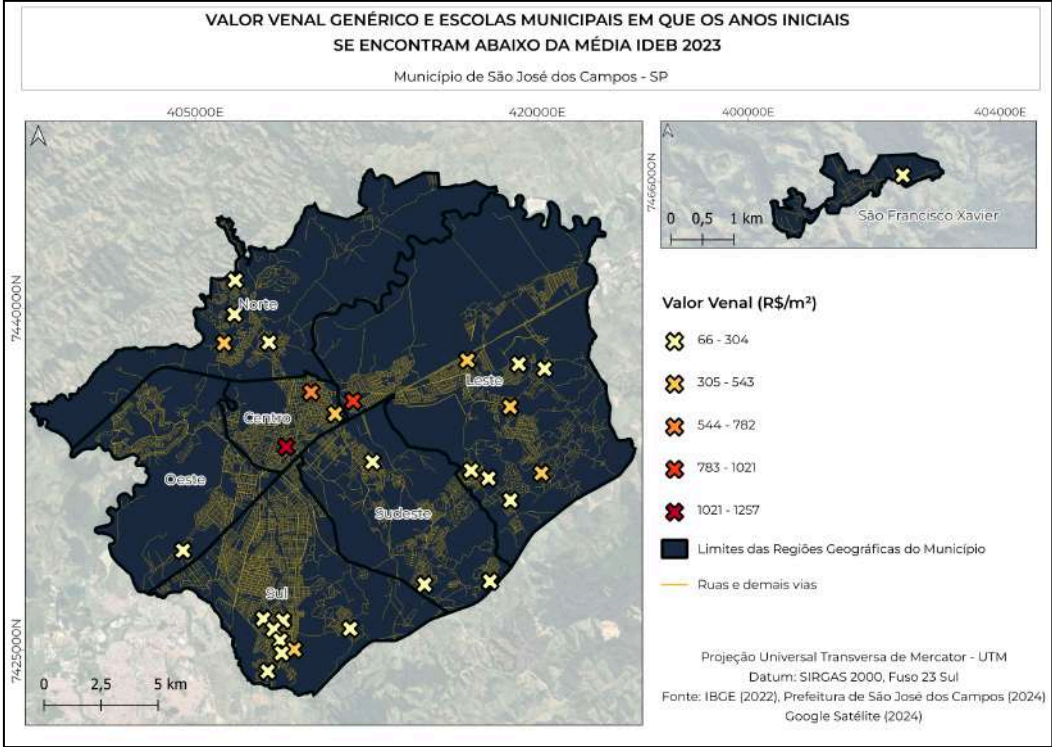 VALOR VENAL GENÉRICO E ESCOLAS MUNICIPAIS EM QUE OS ANOS INICIAIS
SE ENCONTRAM ABAIXO DA MÉDIA IDEB 2023
Município de São José dos Campos - SP
405000E
420000E
400000E
404000E
7440000N
7425000N
7466000N
Norte
Leste
Centro
Oeste
Sudeste
Sul
0 2,5 5 km
São Francisco Xavier
0 0,5 1 km
Valor Venal (R$/m²)
66 - 304
305 - 543
544 - 782
783 - 1021
1021 - 1257
Limites das Regiões Geográficas do Município
Ruas e demais vias
Projeção Universal Transversa de Mercator - UTM
Datum: SIRGAS 2000, Fuso 23 Sul
Fonte: IBGE (2022), Prefeitura de São José dos Campos (2024)
Google Satélite (2024)